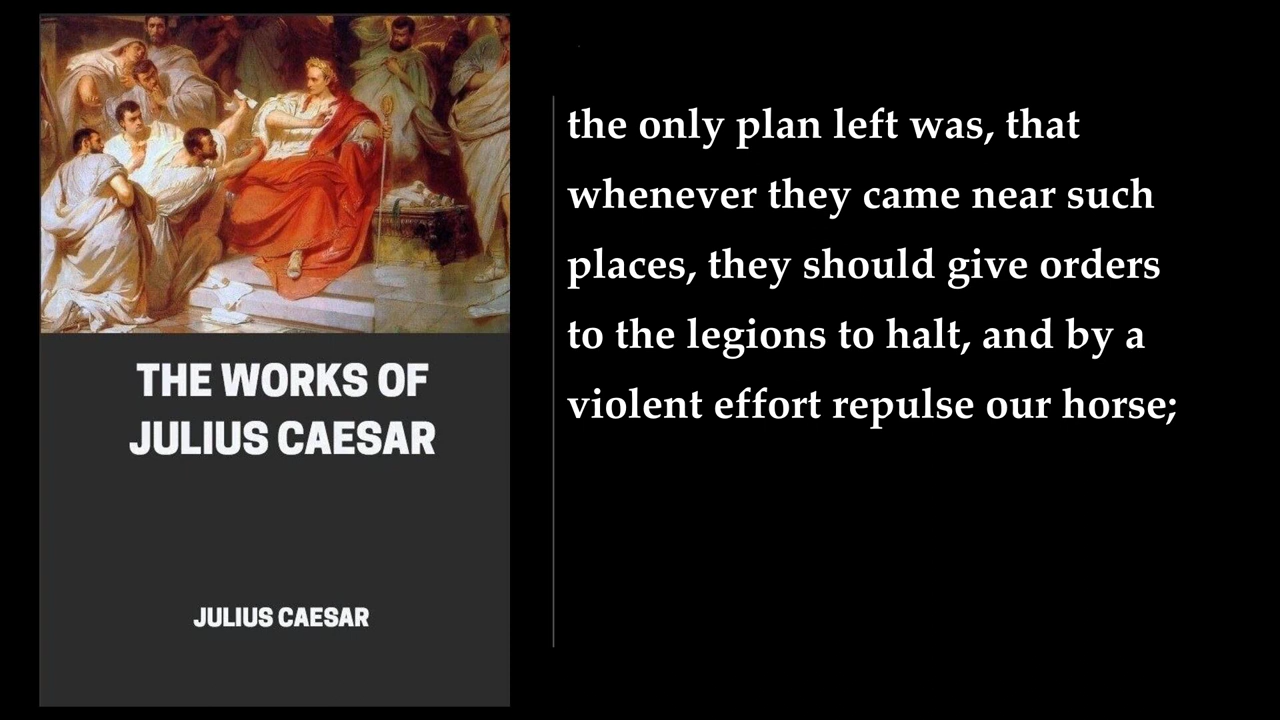 THE WORKS OF
JULIUS CAESAR
JULIUS CAESAR
the only plan left was, that
whenever they came near such
places, they should give orders
to the legions to halt, and by a
violent effort repulse our horse;